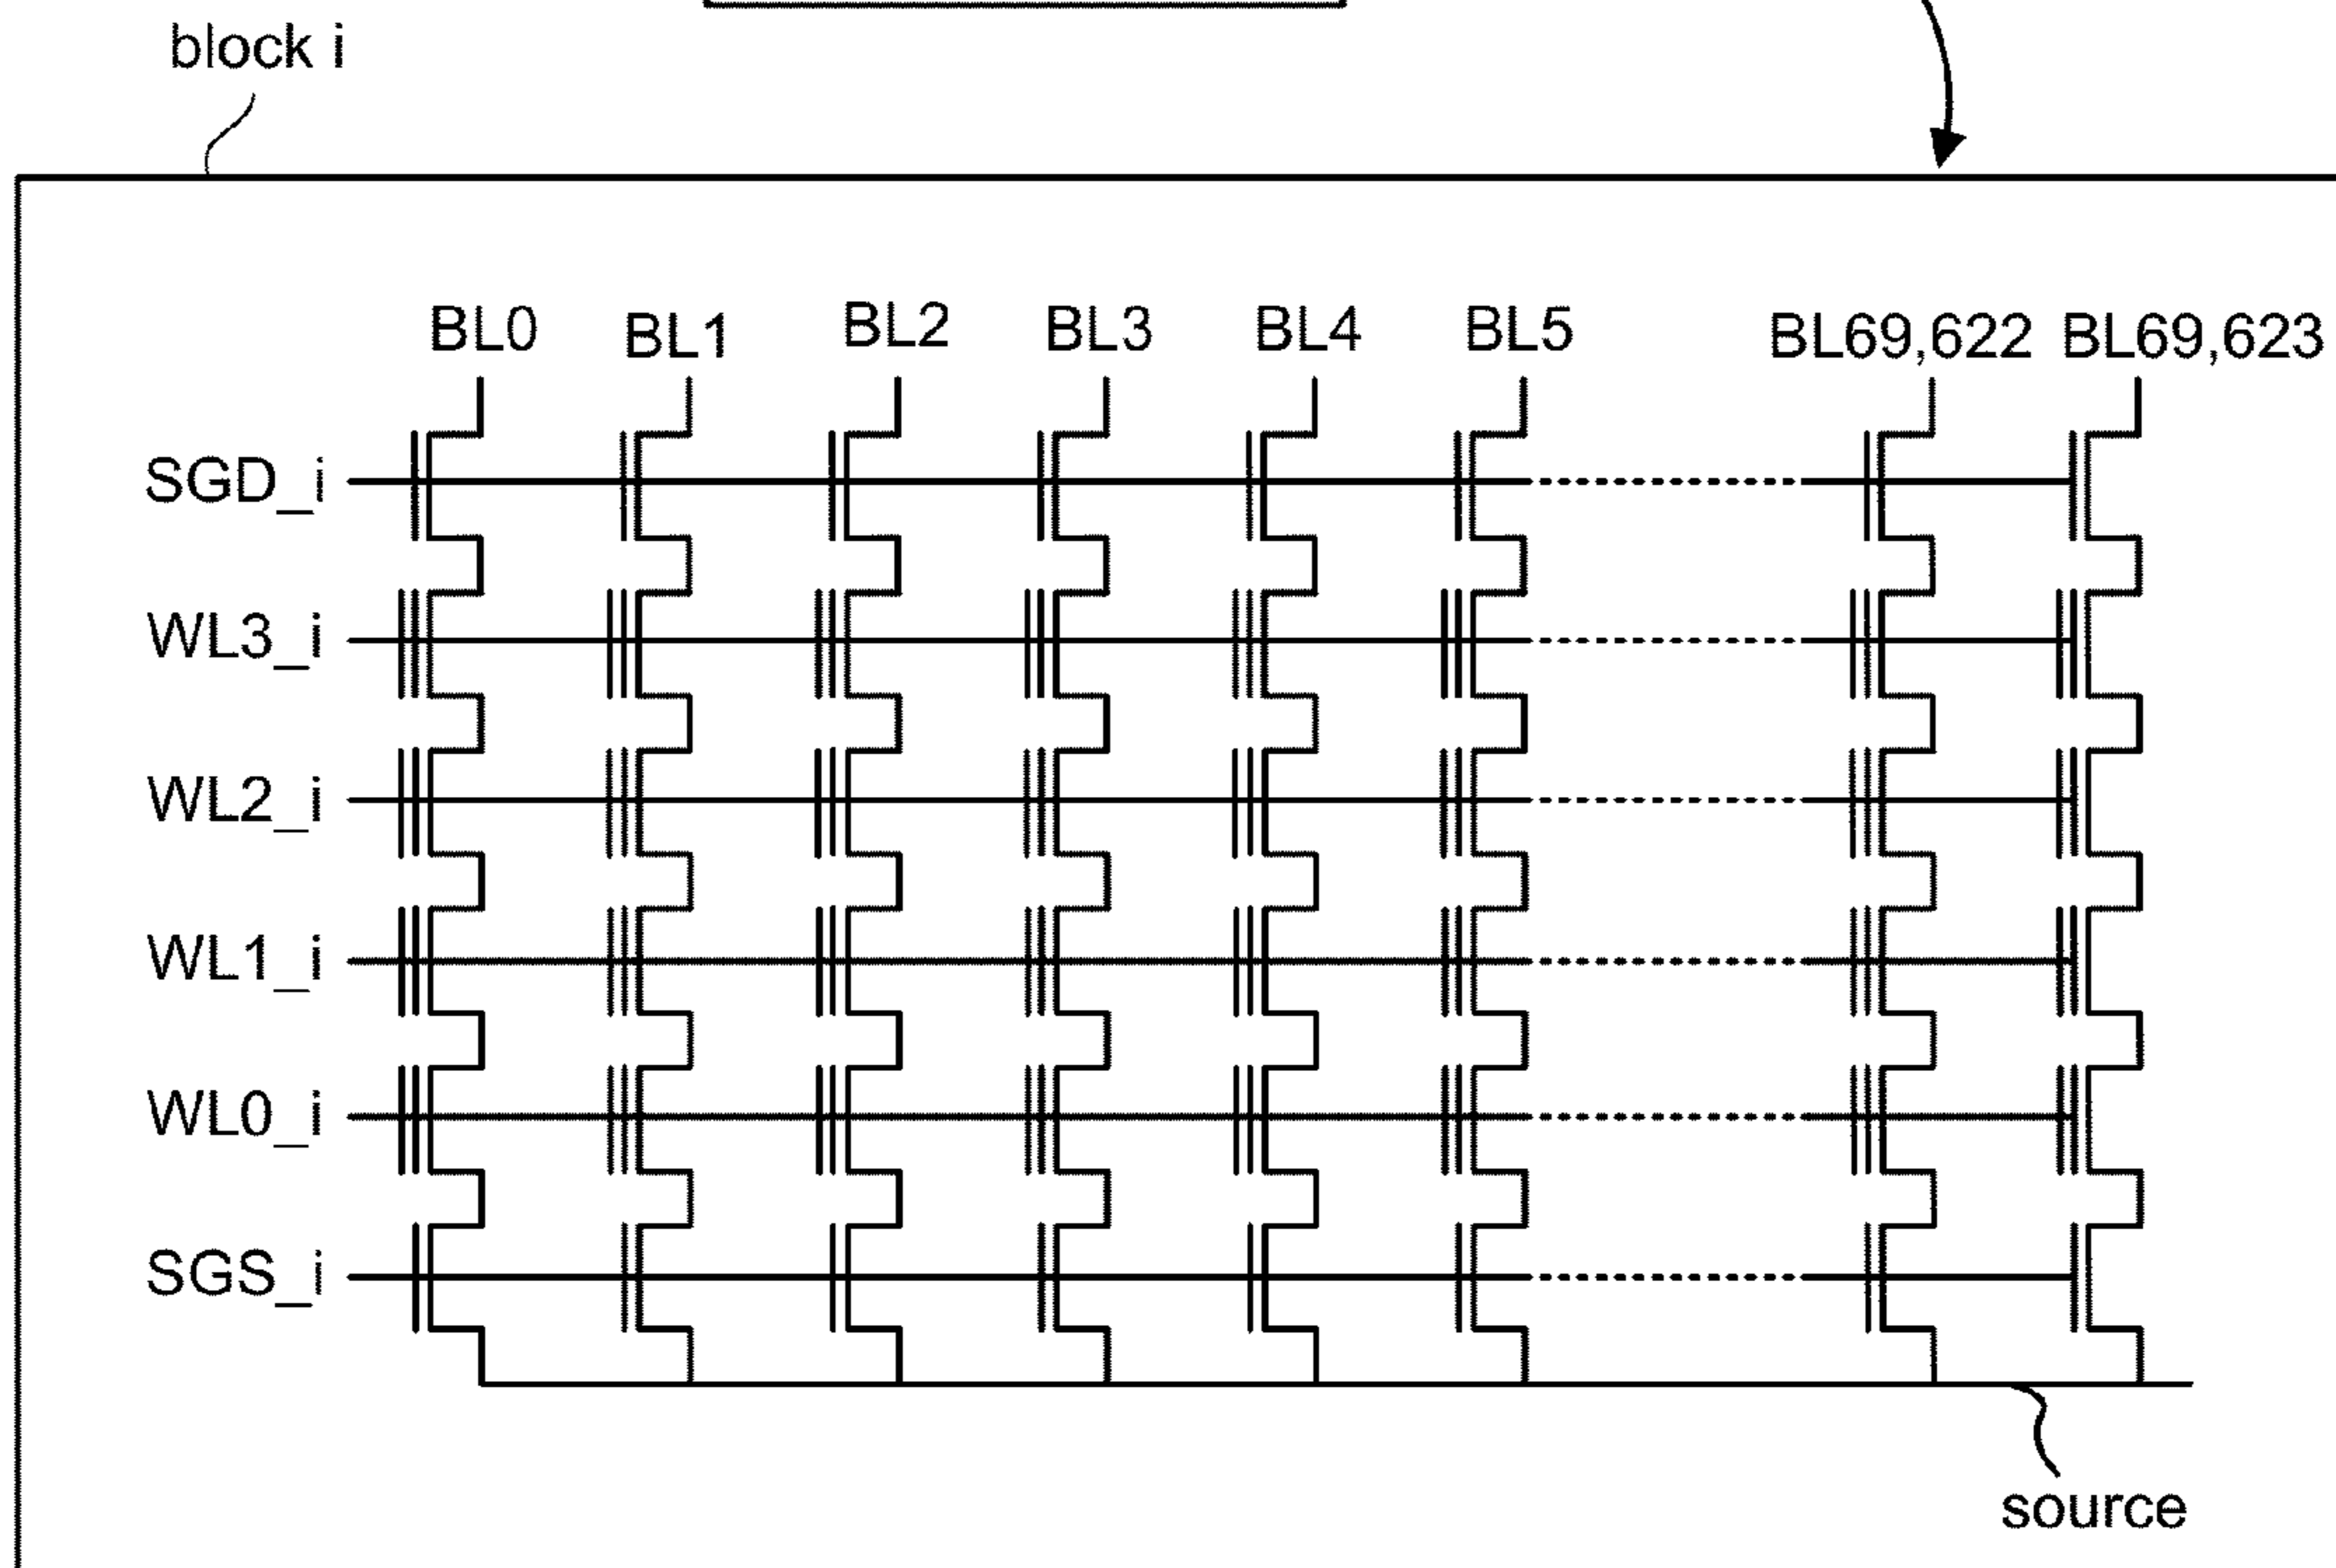 block i
BL0 BL1 BL2 BL3 BL4 BL5 BL69,622 BL69,623
SGD_i
WL3_i
WL2_i
WL1_i
WL0_i
SGS_i
source